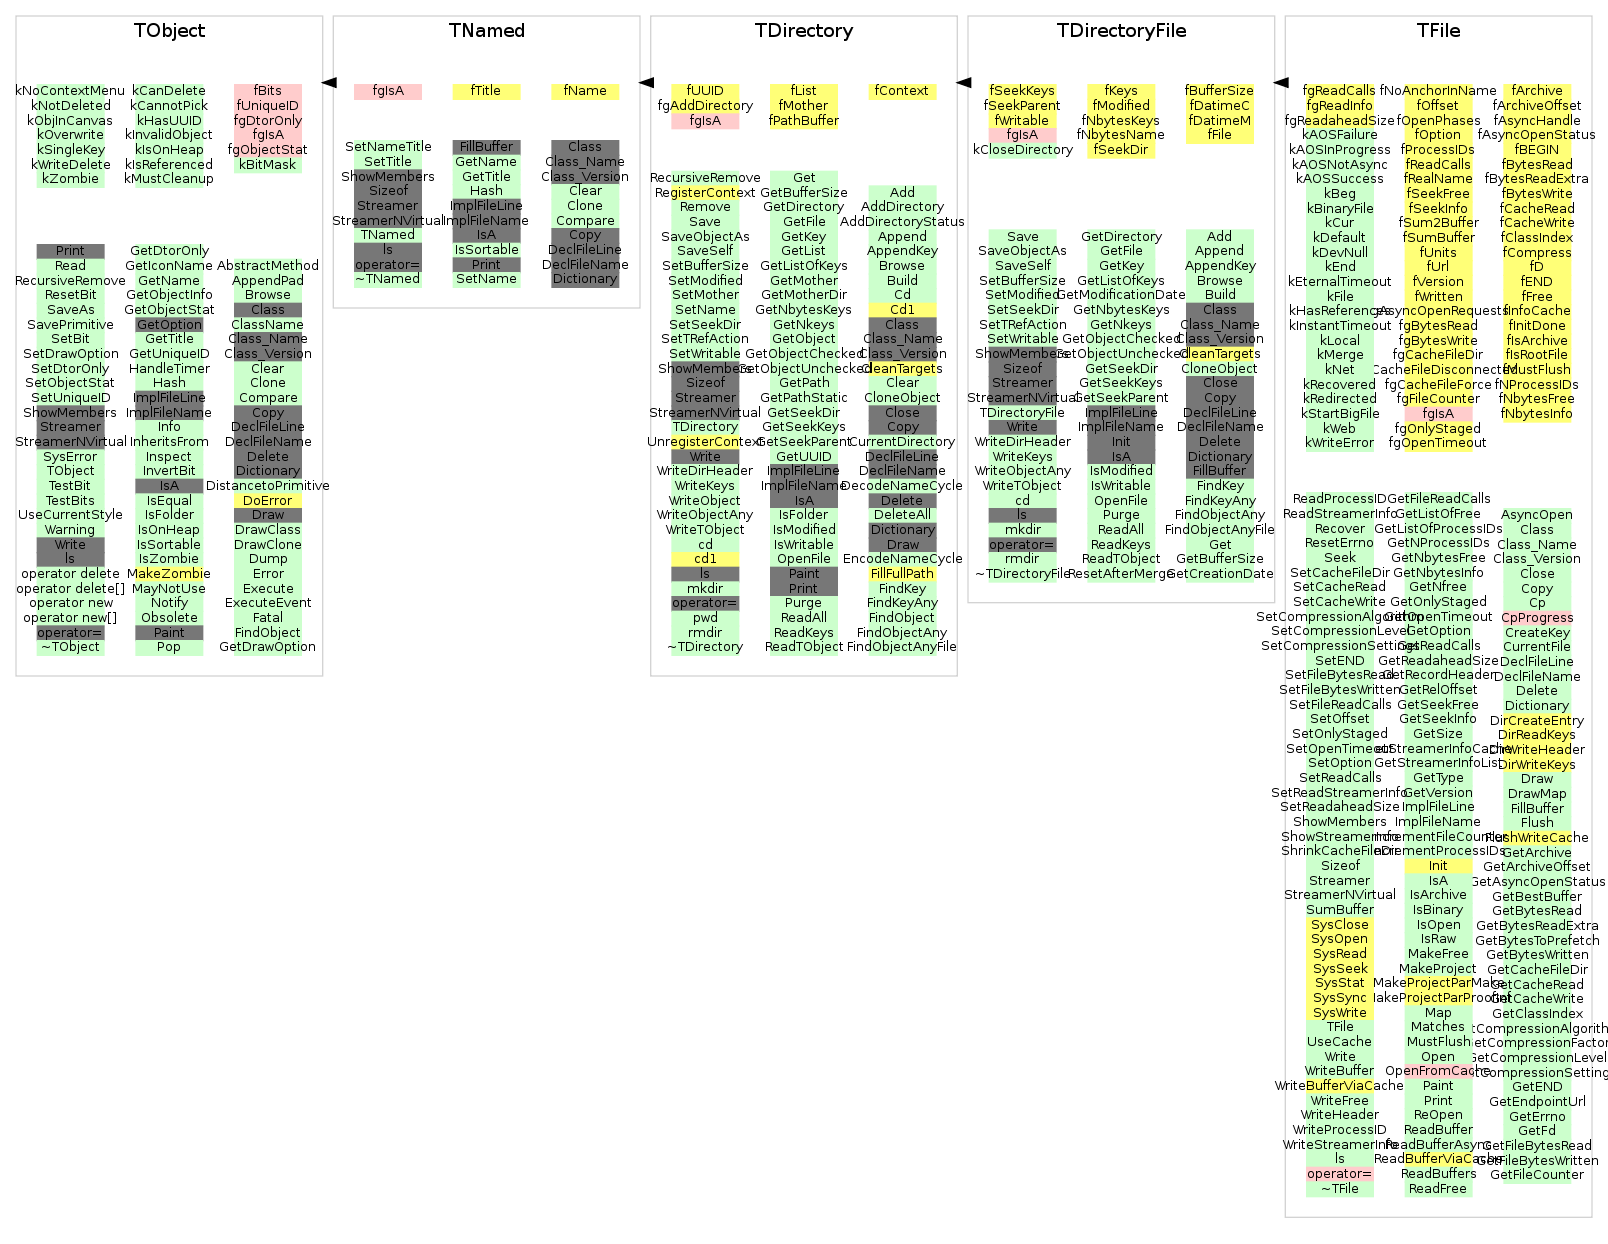 TObject
kNoContextMenu
kNotDeleted
kObjInCanvas
kOverwrite
kSingleKey
kWriteDelete
kZombie
kCanDelete
kCannotPick
kHasUUID
kInvalidObject
kIsOnHeap
kIsReferenced
kMustCleanup
fBits
fUniqueID
fgDtorOnly
fgIsA
fgObjectStat
kBitMask
Print
Read
RecursiveRemove
ResetBit
SaveAs
SavePrimitive
SetBit
SetDrawOption
SetDtorOnly
SetObjectStat
SetUniqueID
ShowMembers
Streamer
StreamerNVirtual
SysError
TObject
TestBit
TestBits
UseCurrentStyle
Warning
Write
ls
operator delete
operator delete[]
operator new
operator new[]
operator=
~TObject
GetDtorOnly
GetIconName
GetName
GetObjectInfo
GetObjectStat
GetOption
GetTitle
GetUniqueID
HandleTimer
Hash
ImplFileLine
ImplFileName
Info
InheritsFrom
Inspect
InvertBit
IsA
IsEqual
IsFolder
IsOnHeap
IsSortable
IsZombie
MakeZombie
MayNotUse
Notify
Obsolete
Paint
Pop
AbstractMethod
AppendPad
Browse
Class
ClassName
Class_Name
Class_Version
Clear
Clone
Compare
Copy
DeclFileLine
DeclFileName
Delete
Dictionary
DistancetoPrimitive
DoError
Draw
DrawClass
DrawClone
Dump
Error
Execute
ExecuteEvent
Fatal
FindObject
GetDrawOption
TNamed
fgIsA
fTitle
fName
SetNameTitle
SetTitle
ShowMembers
Sizeof
Streamer
StreamerNVirtual
TNamed
ls
operator=
~TNamed
FillBuffer
GetName
GetTitle
Hash
ImplFileLine
ImplFileName
IsA
IsSortable
Print
SetName
Class
Class_Name
Class_Version
Clear
Clone
Compare
Copy
DeclFileLine
DeclFileName
Dictionary
TDirectory
fUUID
fgAddDirectory
fgIsA
fList
fMother
fPathBuffer
fContext
RecursiveRemove
RegisterContext
Remove
Save
SaveObjectAs
SaveSelf
SetBufferSize
SetModified
SetMother
SetName
SetSeekDir
SetTRefAction
SetWritable
ShowMembers
Sizeof
Streamer
StreamerNVirtual
TDirectory
UnregisterContext
Write
WriteDirHeader
WriteKeys
WriteObject
WriteObjectAny
WriteTObject
cd
cd1
ls
mkdir
operator=
pwd
rmdir
~TDirectory
Get
GetBufferSize
GetDirectory
GetFile
GetKey
GetList
GetListOfKeys
GetMother
GetMotherDir
GetNbytesKeys
GetNkeys
GetObject
GetObjectChecked
GetObjectUnchecked
GetPath
GetPathStatic
GetSeekDir
GetSeekKeys
GetSeekParent
GetUUID
ImplFileLine
ImplFileName
IsA
IsFolder
IsModified
IsWritable
OpenFile
Paint
Print
Purge
ReadAll
ReadKeys
ReadTObject
Add
AddDirectory
AddDirectoryStatus
Append
AppendKey
Browse
Build
Cd
Cd1
Class
Class_Name
Class_Version
CleanTargets
Clear
CloneObject
Close
Copy
CurrentDirectory
DeclFileLine
DeclFileName
DecodeNameCycle
Delete
DeleteAll
Dictionary
Draw
EncodeNameCycle
FillFullPath
FindKey
FindKeyAny
FindObject
FindObjectAny
FindObjectAnyFile
TDirectoryFile
fSeekKeys
fSeekParent
fWritable
fgIsA
kCloseDirectory
fKeys
fModified
fNbytesKeys
fNbytesName
fSeekDir
fBufferSize
fDatimeC
fDatimeM
fFile
Save
SaveObjectAs
SaveSelf
SetBufferSize
SetModified
SetSeekDir
SetTRefAction
SetWritable
ShowMembers
Sizeof
Streamer
StreamerNVirtual
TDirectoryFile
Write
WriteDirHeader
WriteKeys
WriteObjectAny
WriteTObject
cd
ls
mkdir
operator=
rmdir
~TDirectoryFile
GetDirectory
GetFile
GetKey
GetListOfKeys
GetModificationDate
GetNbytesKeys
GetNkeys
GetObjectChecked
GetObjectUnchecked
GetSeekDir
GetSeekKeys
GetSeekParent
ImplFileLine
ImplFileName
Init
IsA
IsModified
IsWritable
OpenFile
Purge
ReadAll
ReadKeys
ReadTObject
ResetAfterMerge
Add
Append
AppendKey
Browse
Build
Class
Class_Name
Class_Version
CleanTargets
CloneObject
Close
Copy
DeclFileLine
DeclFileName
Delete
Dictionary
FillBuffer
FindKey
FindKeyAny
FindObjectAny
FindObjectAnyFile
Get
GetBufferSize
GetCreationDate
TFile
fgReadCalls
fgReadInfo
fgReadaheadSize
kAOSFailure
kAOSInProgress
kAOSNotAsync
kAOSSuccess
kBeg
kBinaryFile
kCur
kDefault
kDevNull
kEnd
kEternalTimeout
kFile
kHasReferences
kInstantTimeout
kLocal
kMerge
kNet
kRecovered
kRedirected
kStartBigFile
kWeb
kWriteError
fNoAnchorInName
fOffset
fOpenPhases
fOption
fProcessIDs
fReadCalls
fRealName
fSeekFree
fSeekInfo
fSum2Buffer
fSumBuffer
fUnits
fUrl
fVersion
fWritten
gAsyncOpenRequests
fgBytesRead
fgBytesWrite
fgCacheFileDir
CacheFileDisconnected
fgCacheFileForce
fgFileCounter
fgIsA
fgOnlyStaged
fgOpenTimeout
fArchive
fArchiveOffset
fAsyncHandle
fAsyncOpenStatus
fBEGIN
fBytesRead
fBytesReadExtra
fBytesWrite
fCacheRead
fCacheWrite
fClassIndex
fCompress
fD
fEND
fFree
fInfoCache
fInitDone
fIsArchive
fIsRootFile
fMustFlush
fNProcessIDs
fNbytesFree
fNbytesInfo
ReadProcessID
ReadStreamerInfo
Recover
ResetErrno
Seek
SetCacheFileDir
SetCacheRead
SetCacheWrite
SetCompressionAlgorithm
SetCompressionLevel
SetCompressionSettings
SetEND
SetFileBytesRead
SetFileBytesWritten
SetFileReadCalls
SetOffset
SetOnlyStaged
SetOpenTimeout
SetOption
SetReadCalls
SetReadStreamerInfo
SetReadaheadSize
ShowMembers
ShowStreamerInfo
ShrinkCacheFileDir
Sizeof
Streamer
StreamerNVirtual
SumBuffer
SysClose
SysOpen
SysRead
SysSeek
SysStat
SysSync
SysWrite
TFile
UseCache
Write
WriteBuffer
WriteBufferViaCache
WriteFree
WriteHeader
WriteProcessID
WriteStreamerInfo
ls
operator=
~TFile
GetFileReadCalls
GetListOfFree
GetListOfProcessIDs
GetNProcessIDs
GetNbytesFree
GetNbytesInfo
GetNfree
GetOnlyStaged
GetOpenTimeout
GetOption
GetReadCalls
GetReadaheadSize
GetRecordHeader
GetRelOffset
GetSeekFree
GetSeekInfo
GetSize
etStreamerInfoCache
GetStreamerInfoList
GetType
GetVersion
ImplFileLine
ImplFileName
IncrementFileCounter
IncrementProcessIDs
Init
IsA
IsArchive
IsBinary
IsOpen
IsRaw
MakeFree
MakeProject
MakeProjectParMake
MakeProjectParProofInf
Map
Matches
MustFlush
Open
OpenFromCache
Paint
Print
ReOpen
ReadBuffer
ReadBufferAsync
ReadBufferViaCache
ReadBuffers
ReadFree
AsyncOpen
Class
Class_Name
Class_Version
Close
Copy
Cp
CpProgress
CreateKey
CurrentFile
DeclFileLine
DeclFileName
Delete
Dictionary
DirCreateEntry
DirReadKeys
DirWriteHeader
DirWriteKeys
Draw
DrawMap
FillBuffer
Flush
FlushWriteCache
GetArchive
GetArchiveOffset
GetAsyncOpenStatus
GetBestBuffer
GetBytesRead
GetBytesReadExtra
GetBytesToPrefetch
GetBytesWritten
GetCacheFileDir
GetCacheRead
GetCacheWrite
GetClassIndex
tCompressionAlgorith
etCompressionFactor
GetCompressionLevel
tCompressionSetting
GetEND
GetEndpointUrl
GetErrno
GetFd
GetFileBytesRead
GetFileBytesWritten
GetFileCounter